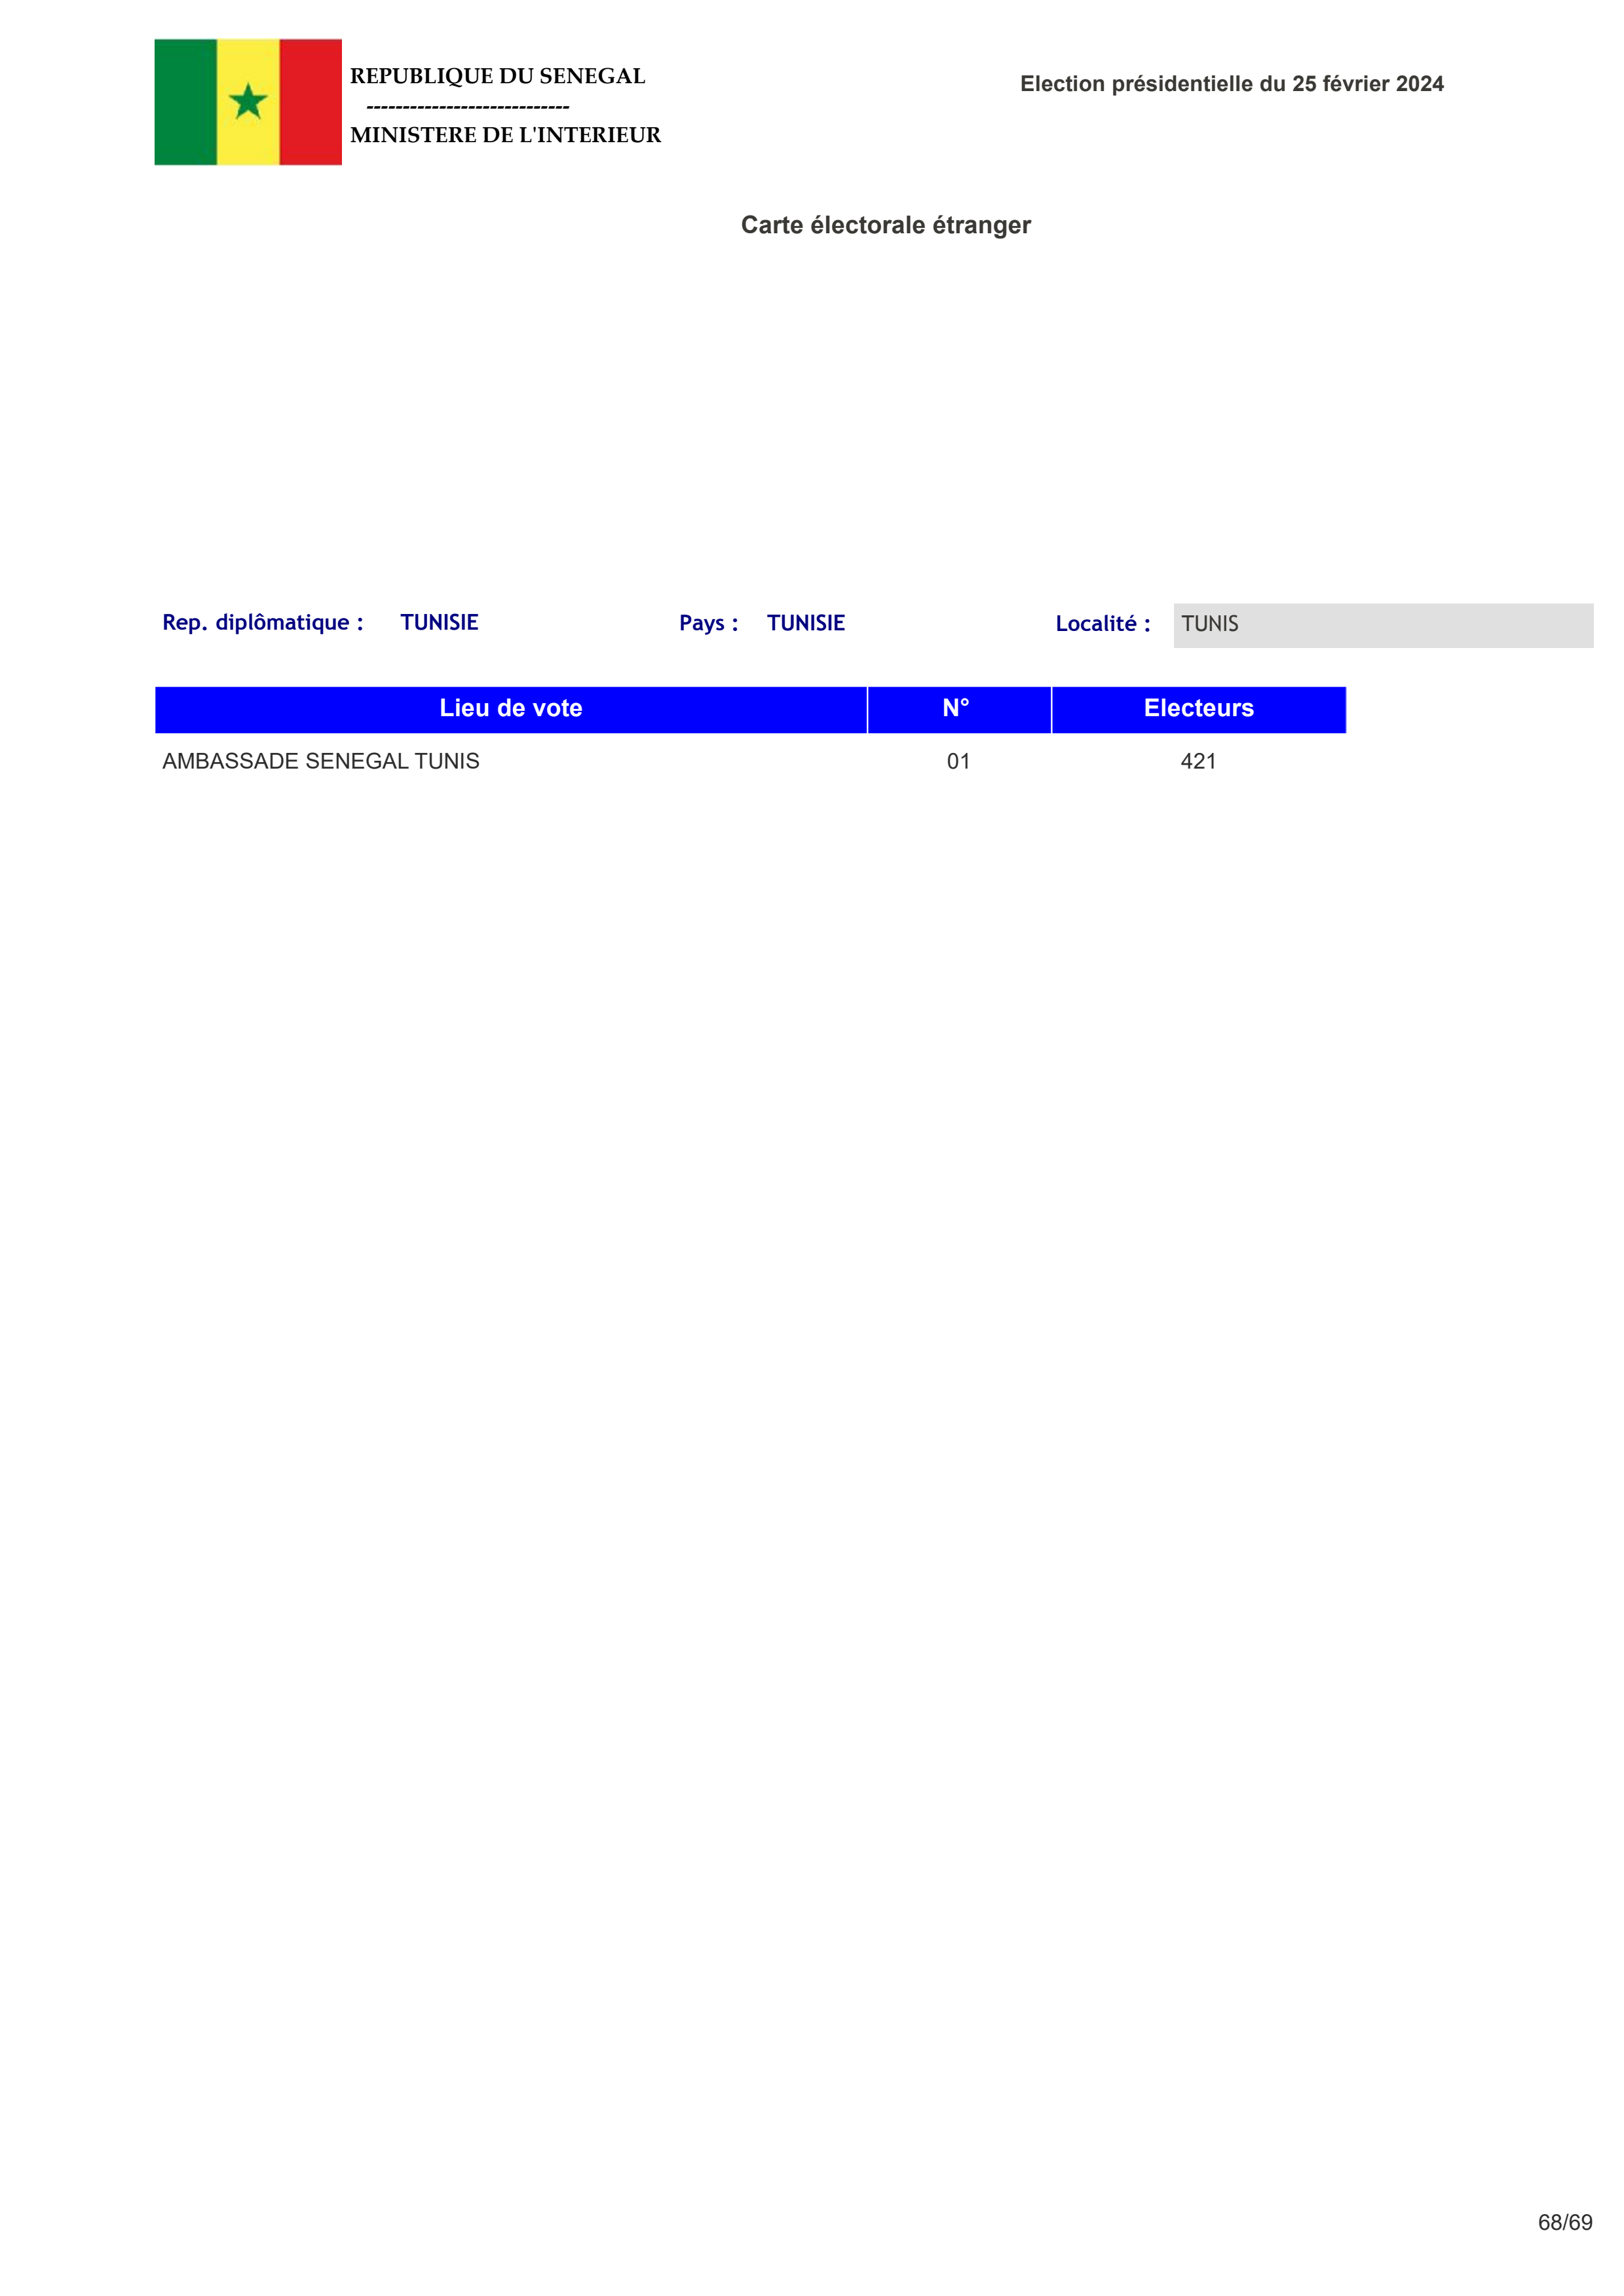 REPUBLIQUE DU SENEGAL
----------------------------
MINISTERE DE L'INTERIEUR
Election présidentielle du 25 février 2024
Carte électorale étranger
Rep. diplômatique : TUNISIE Pays : TUNISIE Localité : TUNIS
Lieu de vote N° Electeurs
AMBASSADE SENEGAL TUNIS 01 421
68/69